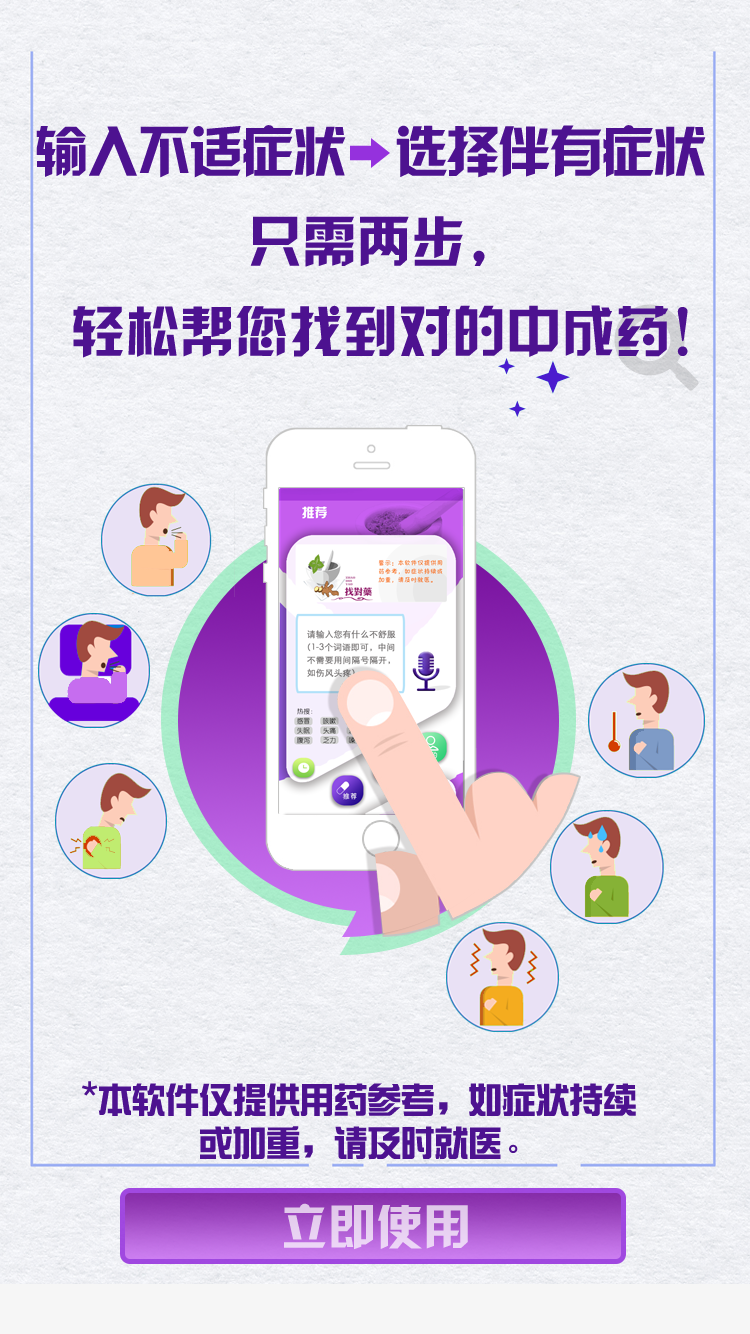 输入不适症状➡选择伴有症状
只需两步，
轻松帮您找到对的中成药！
推荐
警示：本软件仅提供用
药参考，如症状持续或
加重，请及时就医。
找對藥
请输入您有什么不舒服
(1-3个词语即可，中间
不需要用间隔号隔开，
如伤风头疼)
热搜：
感冒 咳嗽
失眠 头痛
腹泻 乏力
推荐
*本软件仅提供用药参考，如症状持续
或加重，请及时就医。
立即使用